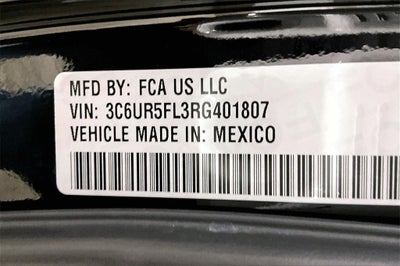 MFD BY: FCA US LLC
VIN: 3C6UR5FL3RG401807
VEHICLE MADE IN: MEXICO